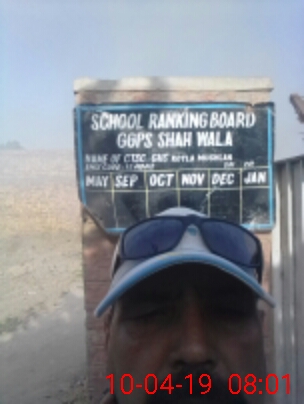 SCHOOL RANKING BOARD
GGPS SHAH WALA
NAME OF CTSC GHS KOTLA MUGHLAN
MAY SEP OCT NOV DEC JAN
10-04-19 08:01